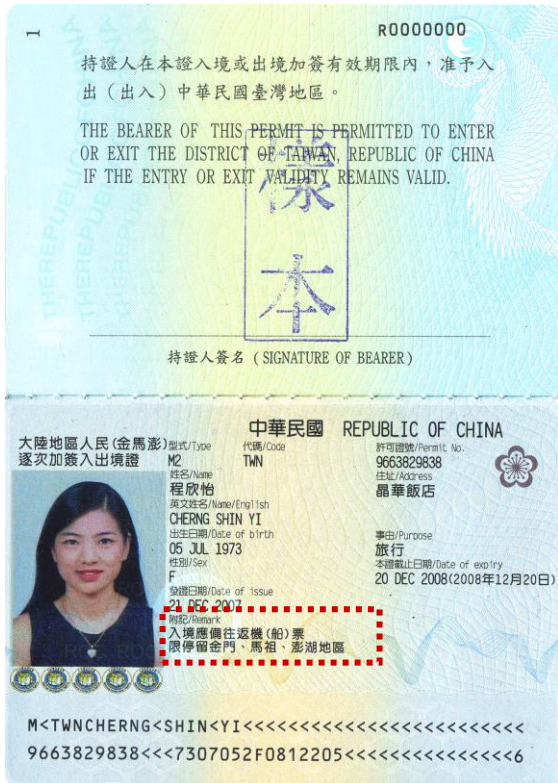 1
R0000000
持證人在本證入境或出境加簽有效期限內，准予入
出（出入）中華民國臺灣地區。
THE BEARER OF THIS PERMIT IS PERMITTED TO ENTER
OR EXIT THE DISTRICT OF TAIWAN, REPUBLIC OF CHINA
IF THE ENTRY OR EXIT VALIDITY REMAINS VALID.
樣本
持證人簽名 (SIGNATURE OF BEARER)
中華民國 REPUBLIC OF CHINA
大陸地區人民(金馬澎)
逐次加簽入出境證
型式/Type 代碼/Code 許可證號/Permit No.
M2 TWN 9663829838
姓名/Name 住址/Address
程欣怡 晶華飯店
英文姓名/Name/English
CHERNG SHIN YI
出生日期/Date of birth 事由/Purpose
05 JUL 1973 旅行
性別/Sex 本證截止日期/Date of expiry
F 20 DEC 2008(2008年12月20日)
發證日期/Date of issue
21 DEC 2007
附記/Remark
入境應備往返機(船)票
限停留金門、馬祖、澎湖地區
M<TWNCHERNG<SHIN<YI<<<<<<<<<<<<<<<<<<<<<<<<<
9663829838<<<7307052F0812205<<<<<<<<<<<<<<<6